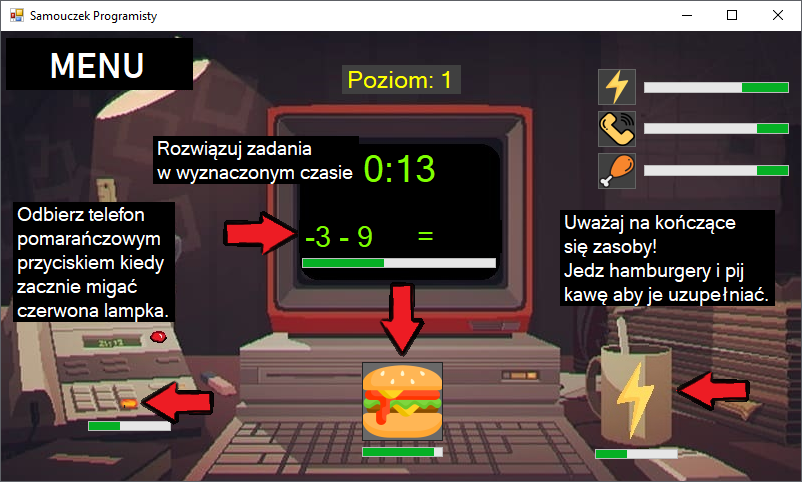 Samouczek Programisty
MENU
Poziom: 1
Rozwiązuj zadania
w wyznaczonym czasie
0:13
-3 - 9 =
Odbierz telefon
pomarańczowym
przyciskiem kiedy
zacznie migać
czerwona lampka.
Uważaj na kończące
się zasoby!
Jedz hamburgery i pij
kawę aby je uzupełniać.